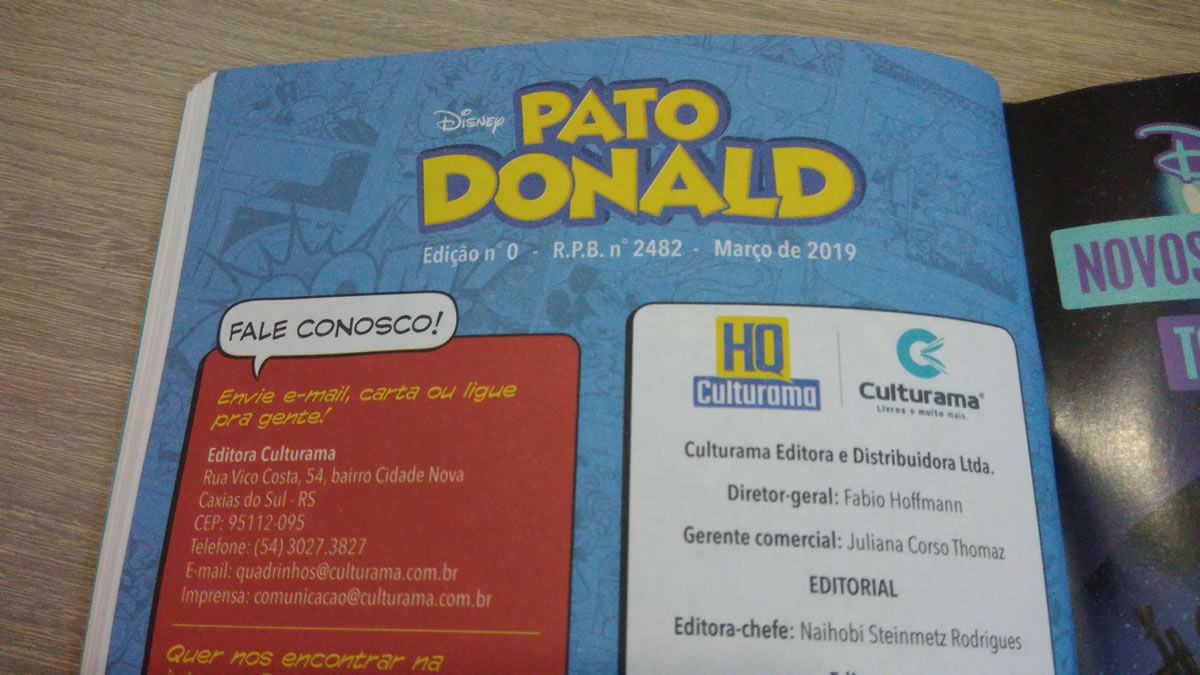 Disney PATO
DONALD
Edição nº 0 - R.P.B. nº 2482 - Março de 2019
FALE CONOSCO!
Envie e-mail, carta ou ligue
pra gente!
Editora Culturama
Rua Vico Costa, 54, bairro Cidade Nova
Caxias do Sul - RS
CEP: 95112-095
Telefone: (54) 3027.3827
E-mail: quadrinhos@culturama.com.br
Imprensa: comunicacao@culturama.com.br
Quer nos encontrar na
HQ
Culturama
Culturama®
Livros e muito mais.
Culturama Editora e Distribuidora Ltda.
Diretor-geral: Fabio Hoffmann
Gerente comercial: Juliana Corso Thomaz
EDITORIAL
Editora-chefe: Naihobi Steinmetz Rodrigues
NOVOS